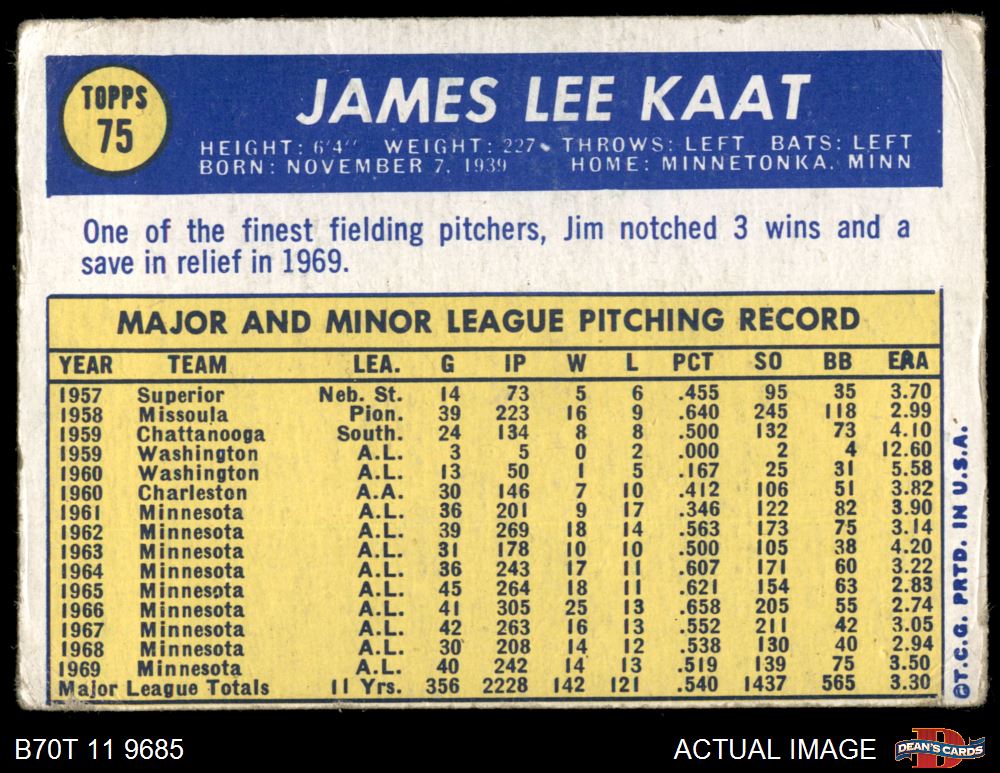 TOPPS
75
JAMES LEE KAAT
HEIGHT: 6'4" WEIGHT: 227 THROWS: LEFT BATS: LEFT
BORN: NOVEMBER 7, 1939 HOME: MINNETONKA, MINN
One of the finest fielding pitchers, Jim notched 3 wins and a
save in relief in 1969.
MAJOR AND MINOR LEAGUE PITCHING RECORD
YEAR TEAM LEA. G IP W L PCT SO BB ERA
1957 Superior Neb. St. 14 73 5 6 .455 95 35 3.70
1958 Missoula Pion. 39 223 16 9 .640 245 118 2.99
1959 Chattanooga South. 24 134 8 8 .500 132 73 4.10
1959 Washington A.L. 3 5 0 2 .000 2 4 12.60
1960 Washington A.L. 13 50 1 5 .167 25 31 5.58
1960 Charleston A.A. 30 146 7 10 .412 106 51 3.82
1961 Minnesota A.L. 36 201 9 17 .346 122 82 3.90
1962 Minnesota A.L. 39 269 18 14 .563 173 75 3.14
1963 Minnesota A.L. 31 178 10 10 .500 105 38 4.20
1964 Minnesota A.L. 36 243 17 11 .607 171 60 3.22
1965 Minnesota A.L. 45 264 18 11 .621 154 63 2.83
1966 Minnesota A.L. 41 305 25 13 .658 205 55 2.74
1967 Minnesota A.L. 42 263 16 13 .552 211 42 3.05
1968 Minnesota A.L. 30 208 14 12 .538 130 40 2.94
1969 Minnesota A.L. 40 242 14 13 .519 139 75 3.50
Major League Totals 11 Yrs. 356 2228 142 121 .540 1437 565 3.30
©T.C.G. PRTD. IN U.S.A.
B70T 11 9685
ACTUAL IMAGE
DEAN'S CARDS